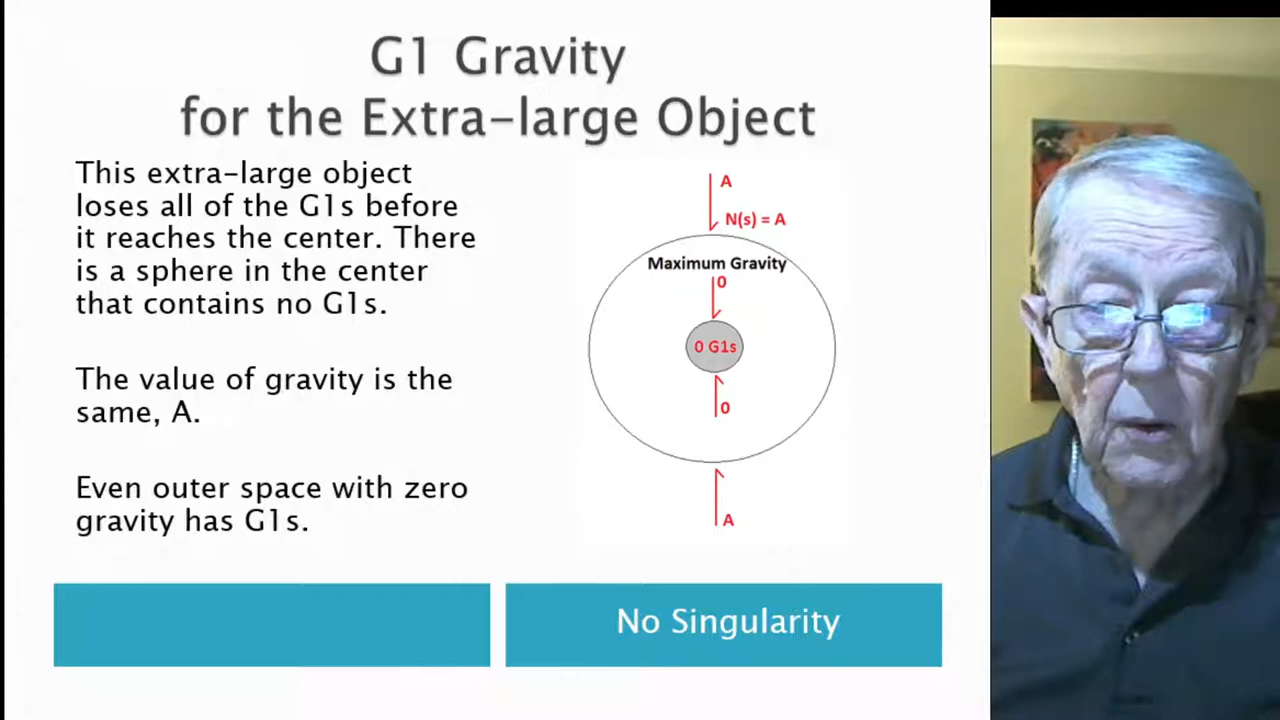 G1 Gravity
for the Extra-large Object
This extra-large object
loses all of the G1s before
it reaches the center. There
is a sphere in the center
that contains no G1s.
The value of gravity is the
same, A.
Even outer space with zero
gravity has G1s.
A
N(s) = A
Maximum Gravity
0
0 G1s
0
A
No Singularity